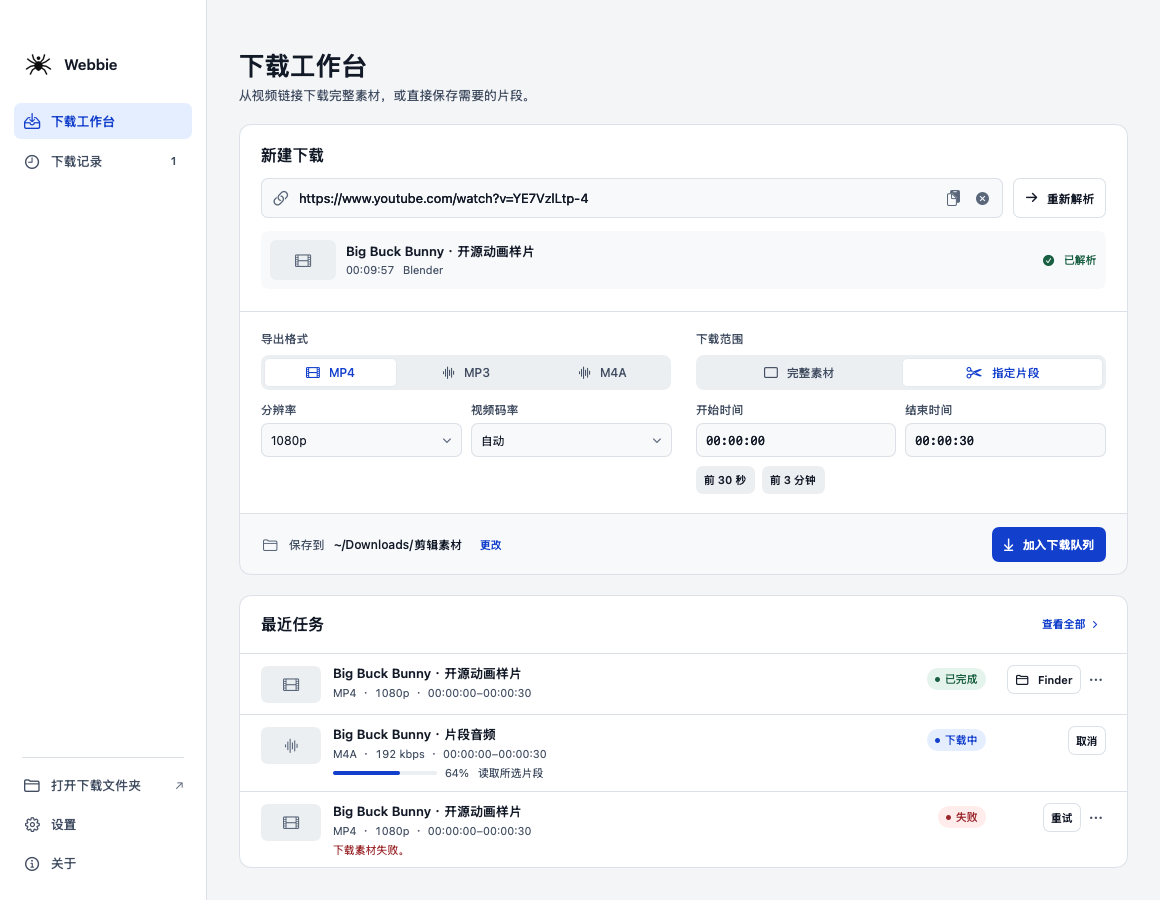 Webbie
下载工作台
下载记录 1
打开下载文件夹
设置
关于
下载工作台
从视频链接下载完整素材，或直接保存需要的片段。
新建下载
https://www.youtube.com/watch?v=YE7VzlLtp-4
重新解析
Big Buck Bunny · 开源动画样片
00:09:57 Blender
已解析
导出格式
MP4 MP3 M4A
分辨率 视频码率
1080p 自动
下载范围
完整素材 指定片段
开始时间 结束时间
00:00:00 00:00:30
前 30 秒 前 3 分钟
保存到 ~/Downloads/剪辑素材 更改
加入下载队列
最近任务
查看全部
Big Buck Bunny · 开源动画样片
MP4 · 1080p · 00:00:00–00:00:30
已完成 Finder
Big Buck Bunny · 片段音频
M4A · 192 kbps · 00:00:00–00:00:30
64% 读取所选片段
下载中 取消
Big Buck Bunny · 开源动画样片
MP4 · 1080p · 00:00:00–00:00:30
下载素材失败。
失败 重试